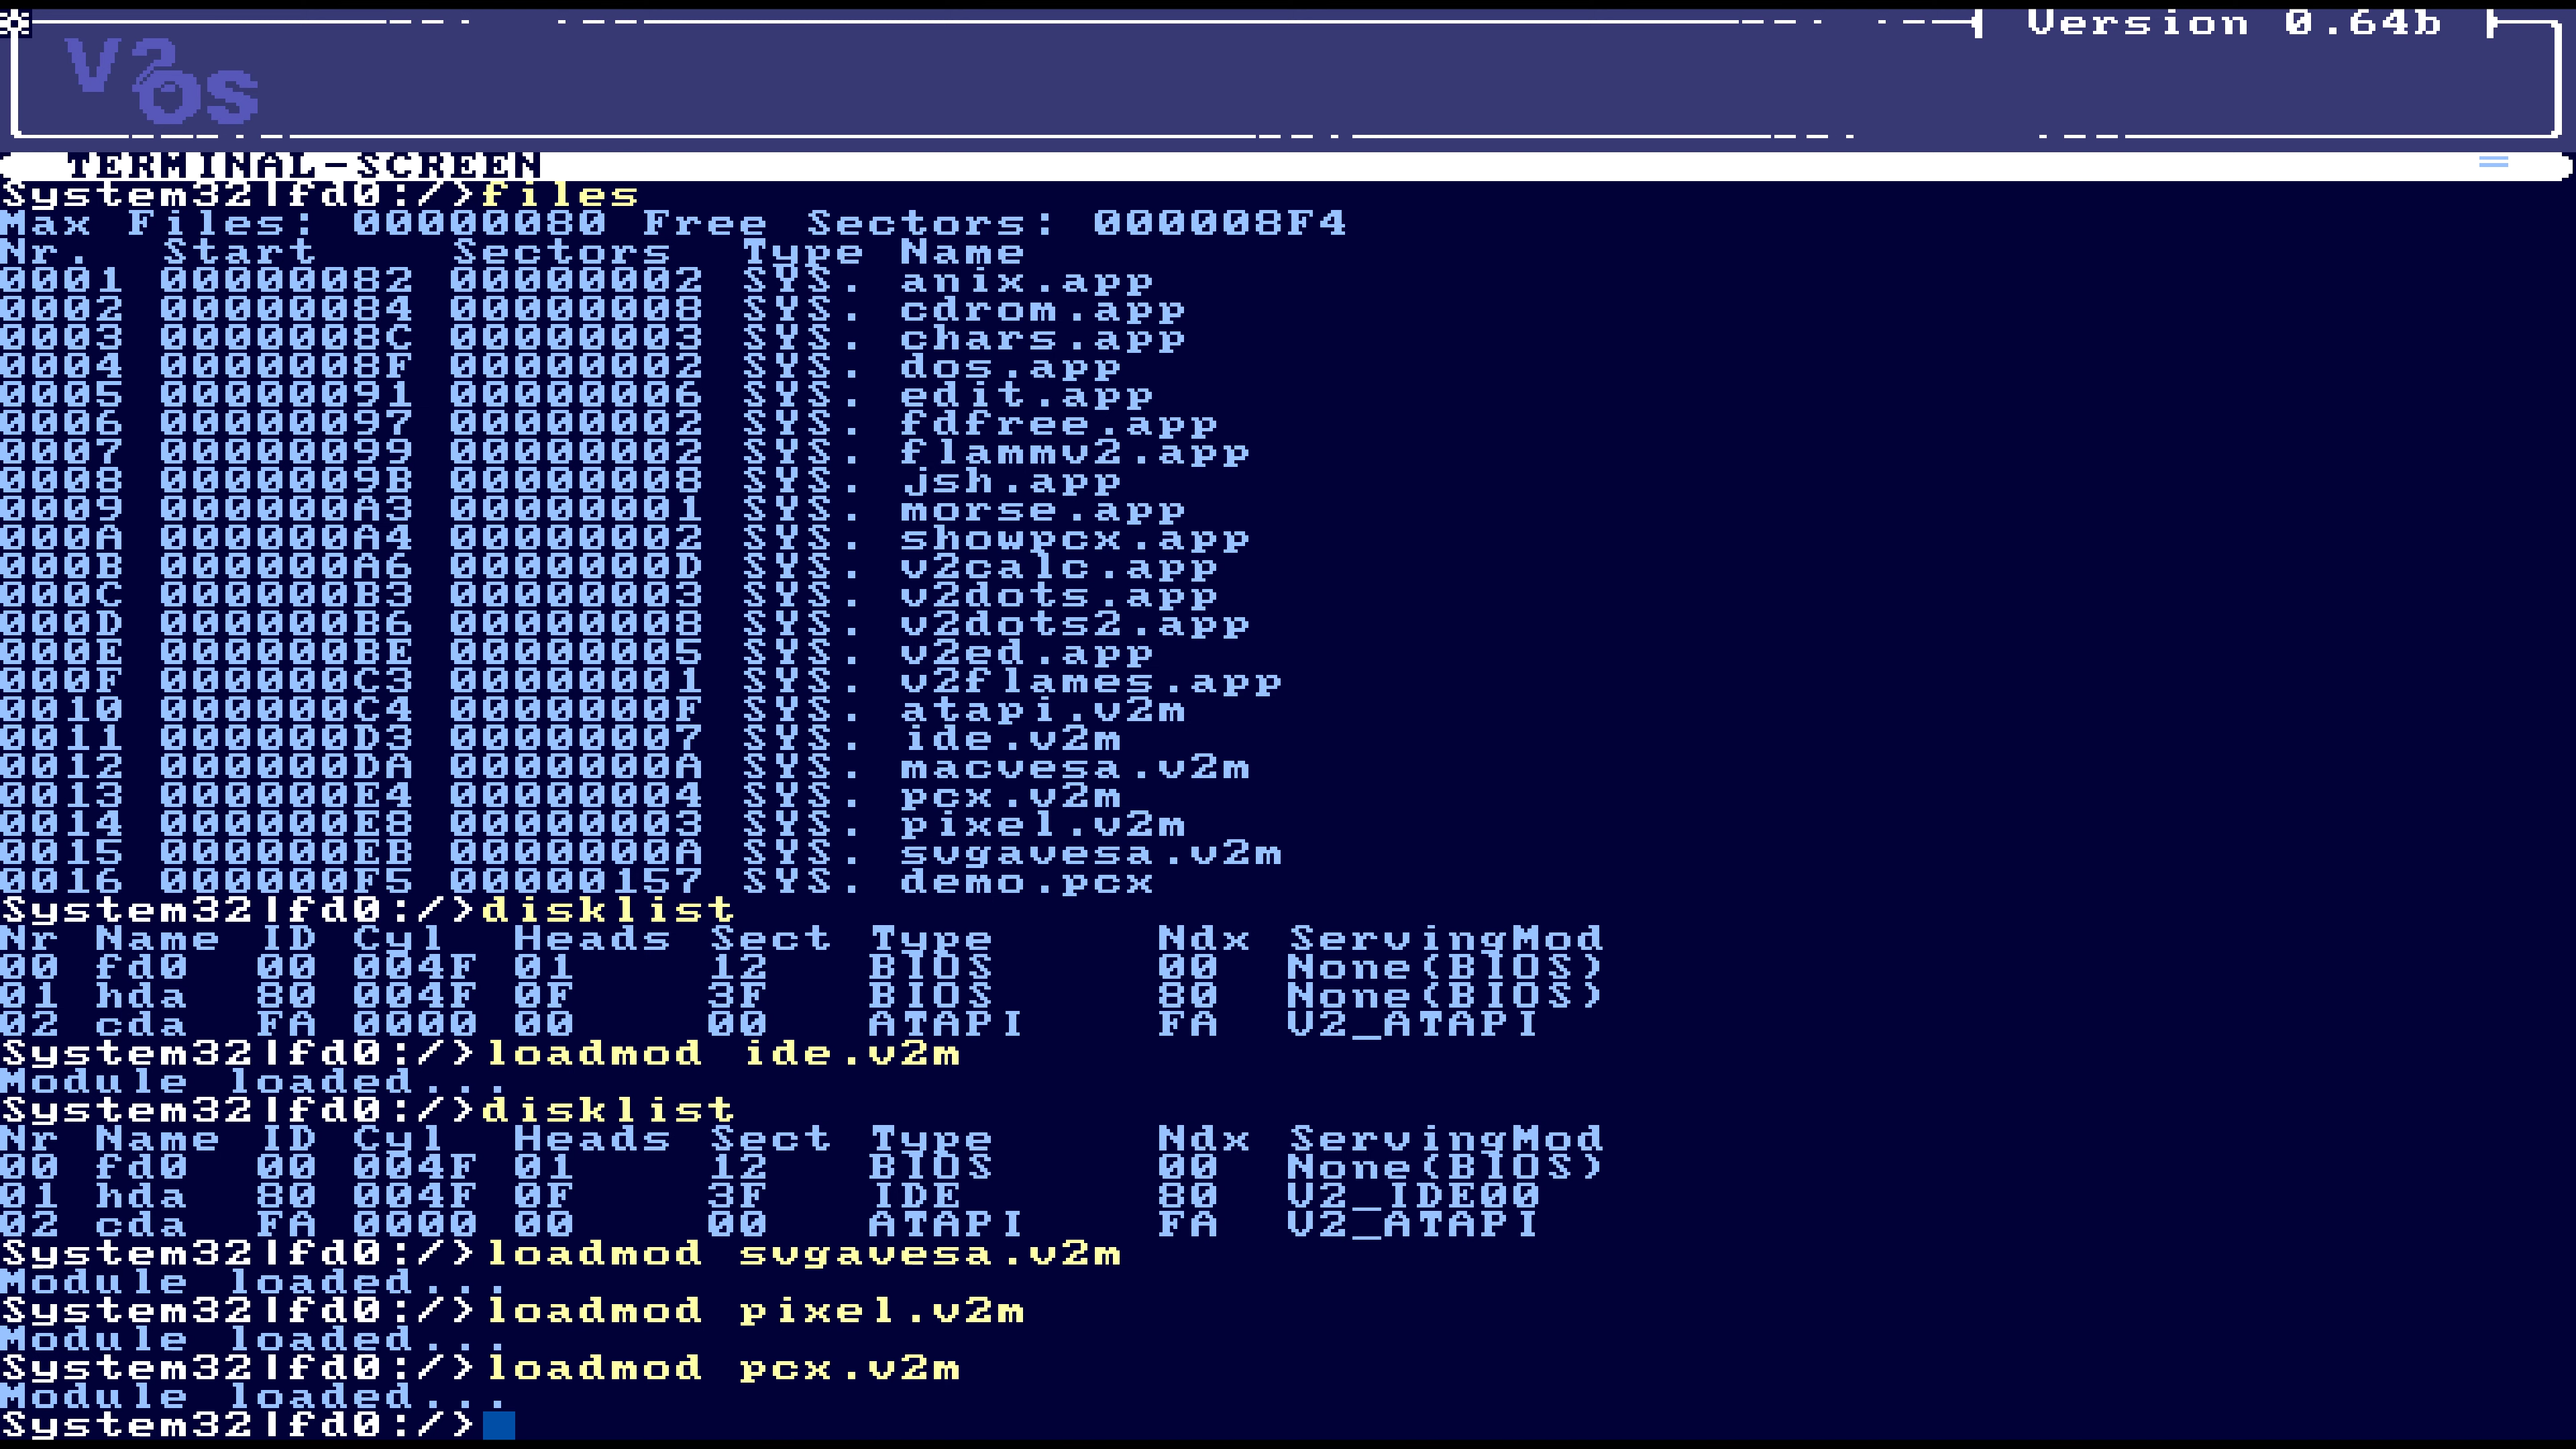 Version 0.64b
V2os
TERMINAL-SCREEN =
System32|fd0:/>files
Max Files: 00000080 Free Sectors: 000008F4
Nr. Start Sectors Type Name
0001 00000082 00000002 SYS. anix.app
0002 00000084 00000008 SYS. cdrom.app
0003 0000008C 00000003 SYS. chars.app
0004 0000008F 00000002 SYS. dos.app
0005 00000091 00000006 SYS. edit.app
0006 00000097 00000002 SYS. fdfree.app
0007 00000099 00000002 SYS. flammv2.app
0008 0000009B 00000008 SYS. jsh.app
0009 000000A3 00000001 SYS. morse.app
000A 000000A4 00000002 SYS. showpcx.app
000B 000000A6 0000000D SYS. v2calc.app
000C 000000B3 00000003 SYS. v2dots.app
000D 000000B6 00000008 SYS. v2dots2.app
000E 000000BE 00000005 SYS. v2ed.app
000F 000000C3 00000001 SYS. v2flames.app
0010 000000C4 0000000F SYS. atapi.v2m
0011 000000D3 00000007 SYS. ide.v2m
0012 000000DA 0000000A SYS. macvesa.v2m
0013 000000E4 00000004 SYS. pcx.v2m
0014 000000E8 00000003 SYS. pixel.v2m
0015 000000EB 0000000A SYS. svgavesa.v2m
0016 000000F5 00000157 SYS. demo.pcx
System32|fd0:/>disklist
Nr Name ID Cyl Heads Sect Type Ndx ServingMod
00 fd0 00 004F 01 12 BIOS 00 None(BIOS)
01 hda 80 004F 0F 3F BIOS 80 None(BIOS)
02 cda FA 0000 00 00 ATAPI FA V2_ATAPI
System32|fd0:/>loadmod ide.v2m
Module loaded...
System32|fd0:/>disklist
Nr Name ID Cyl Heads Sect Type Ndx ServingMod
00 fd0 00 004F 01 12 BIOS 00 None(BIOS)
01 hda 80 004F 0F 3F IDE 80 V2_IDE00
02 cda FA 0000 00 00 ATAPI FA V2_ATAPI
System32|fd0:/>loadmod svgavesa.v2m
Module loaded...
System32|fd0:/>loadmod pixel.v2m
Module loaded...
System32|fd0:/>loadmod pcx.v2m
Module loaded...
System32|fd0:/>